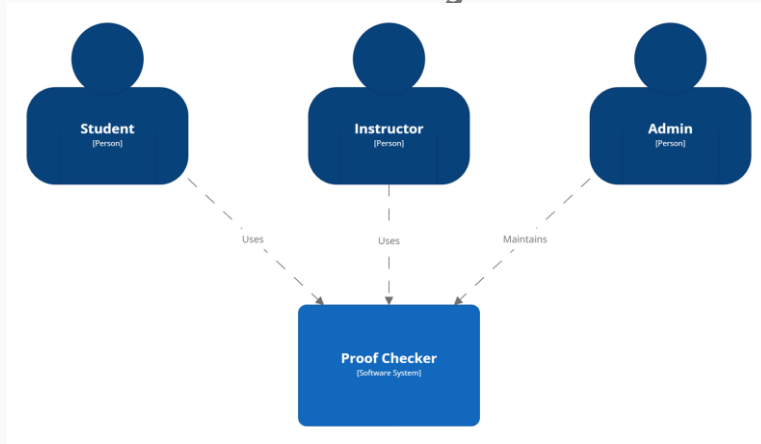 Student
[Person]
Instructor
[Person]
Admin
[Person]
Uses
Uses
Maintains
Proof Checker
[Software System]